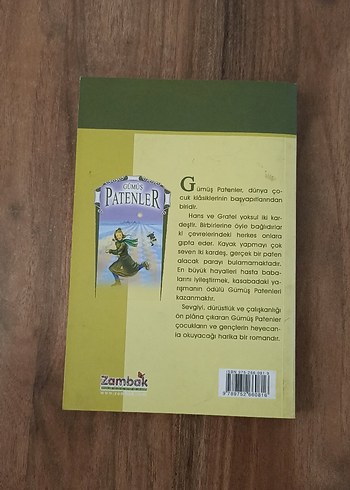 GÜMÜŞ
PATENLER
Gümüş Patenler, dünya ço-
cuk klâsiklerinin başyapıtlarından
biridir.
Hans ve Gratel yoksul iki kar-
deştir. Birbirlerine öyle bağlıdırlar
ki çevrelerindeki herkes onlara
gıpta eder. Kayak yapmayı çok
seven iki kardeş, gerçek bir paten
alacak parayı bulamamaktadır.
En büyük hayalleri hasta baba-
larını iyileştirmek, kasabadaki ya-
rışmanın ödülü Gümüş Patenleri
kazanmaktır.
Sevgiyi, dürüstlük ve çalışkanlığı
ön plâna çıkaran Gümüş Patenler
çocukların ve gençlerin heyecan-
la okuyacağı harika bir romandır.
Zambak